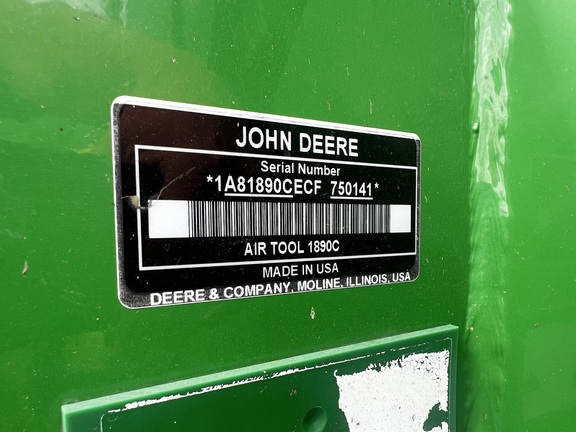 JOHN DEERE
Serial Number
*1A81890CECF 750141*
AIR TOOL 1890C
MADE IN USA
DEERE & COMPANY, MOLINE, ILLINOIS, USA